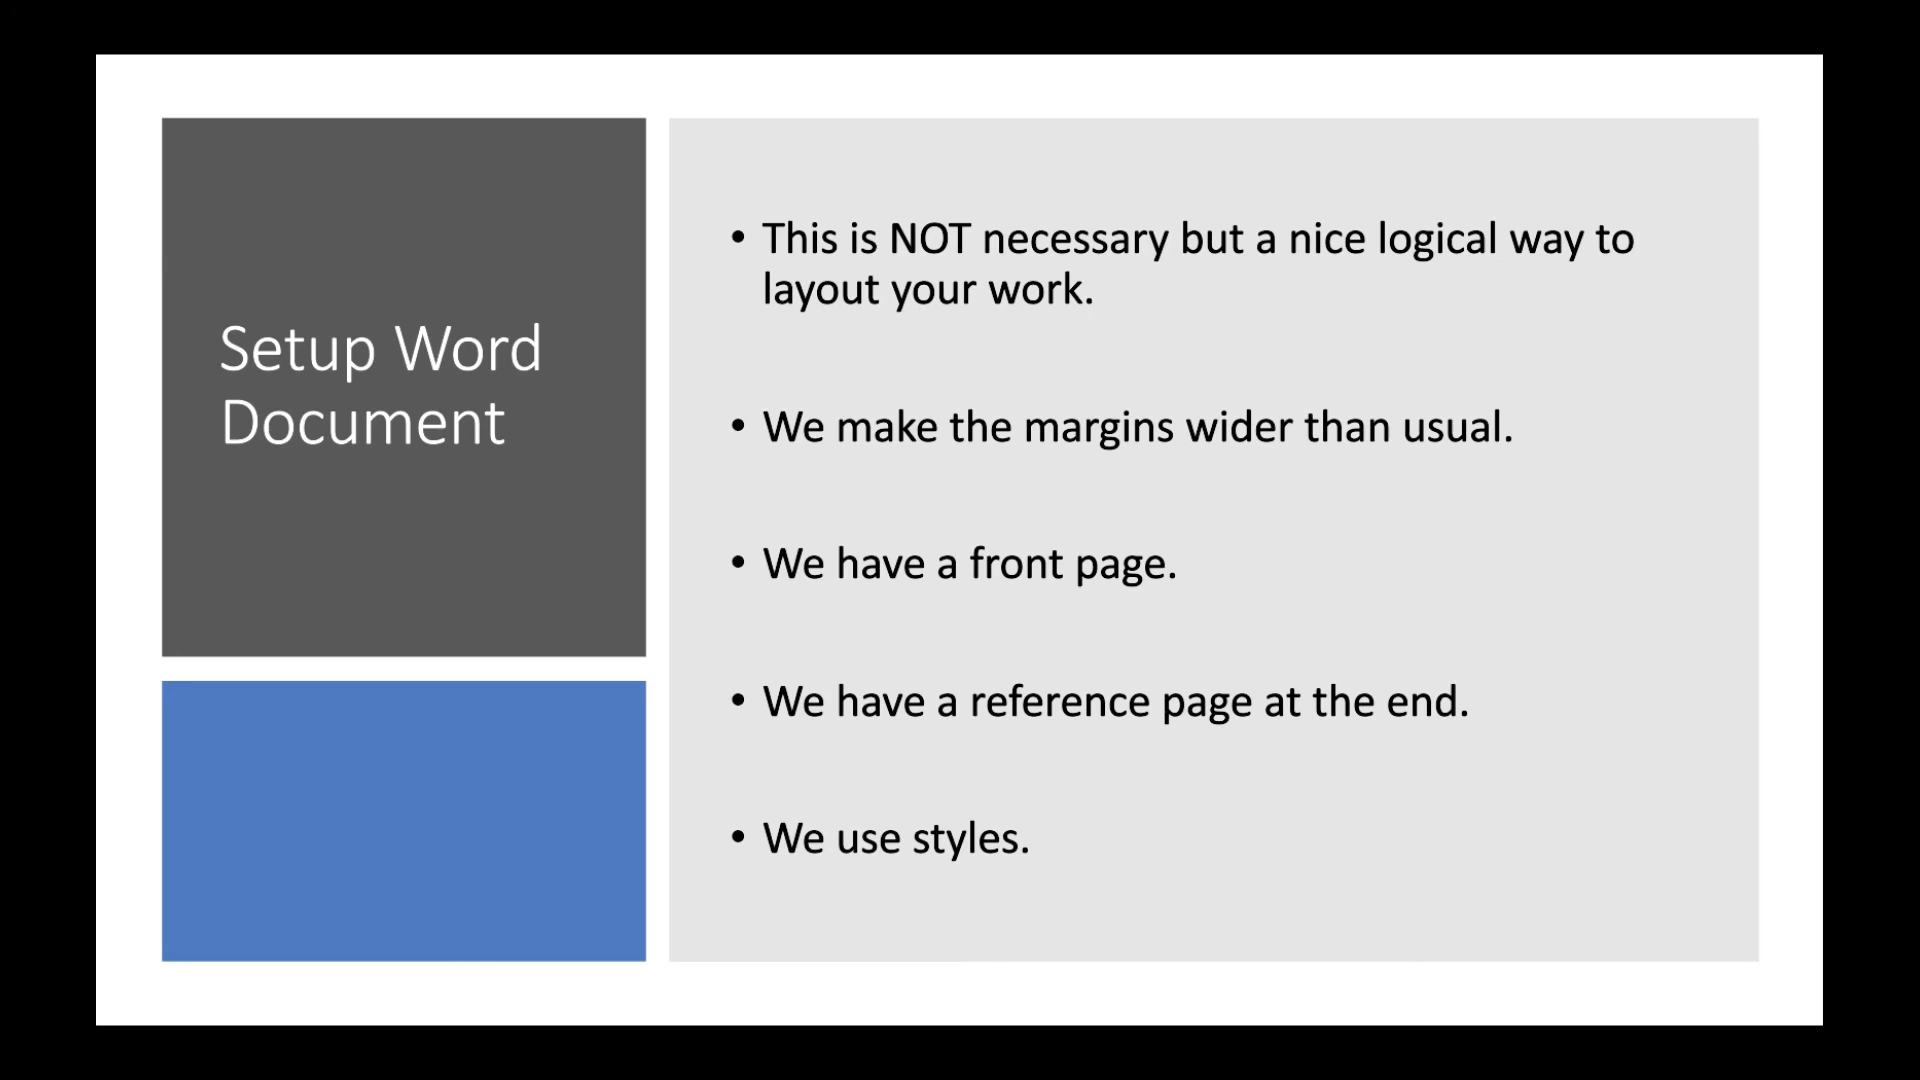 Setup Word
Document
• This is NOT necessary but a nice logical way to
layout your work.
• We make the margins wider than usual.
• We have a front page.
• We have a reference page at the end.
• We use styles.